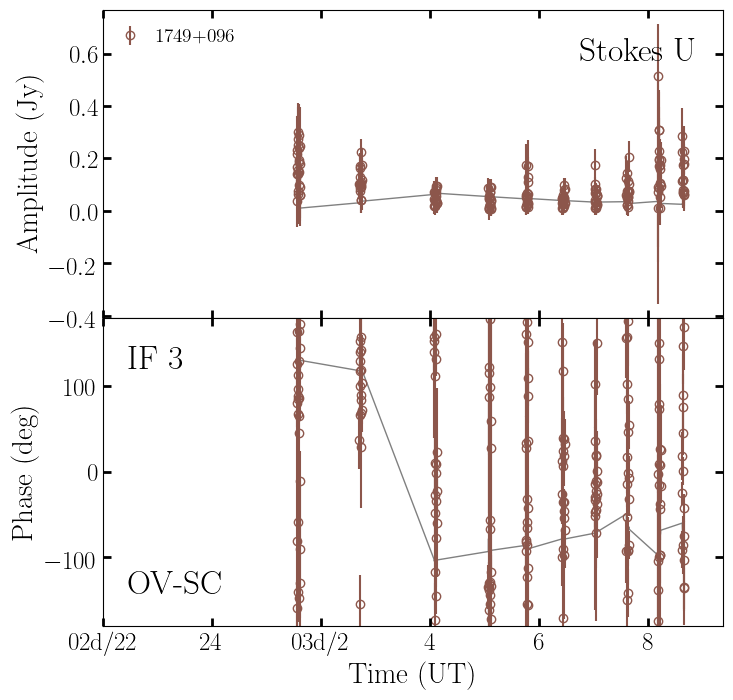 1749+096
Stokes U
Amplitude (Jy)
0.6
0.4
0.2
0.0
−0.2
−0.4
IF 3
Phase (deg)
100
0
−100
OV-SC
02d/22
24
03d/2
4
6
8
Time (UT)